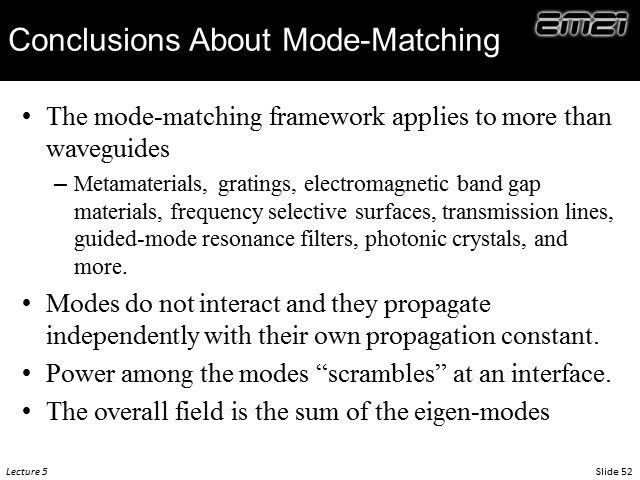 Conclusions About Mode-Matching
EM21
• The mode-matching framework applies to more than
waveguides
– Metamaterials, gratings, electromagnetic band gap
materials, frequency selective surfaces, transmission lines,
guided-mode resonance filters, photonic crystals, and
more.
• Modes do not interact and they propagate
independently with their own propagation constant.
• Power among the modes “scrambles” at an interface.
• The overall field is the sum of the eigen-modes
Lecture 5
Slide 52